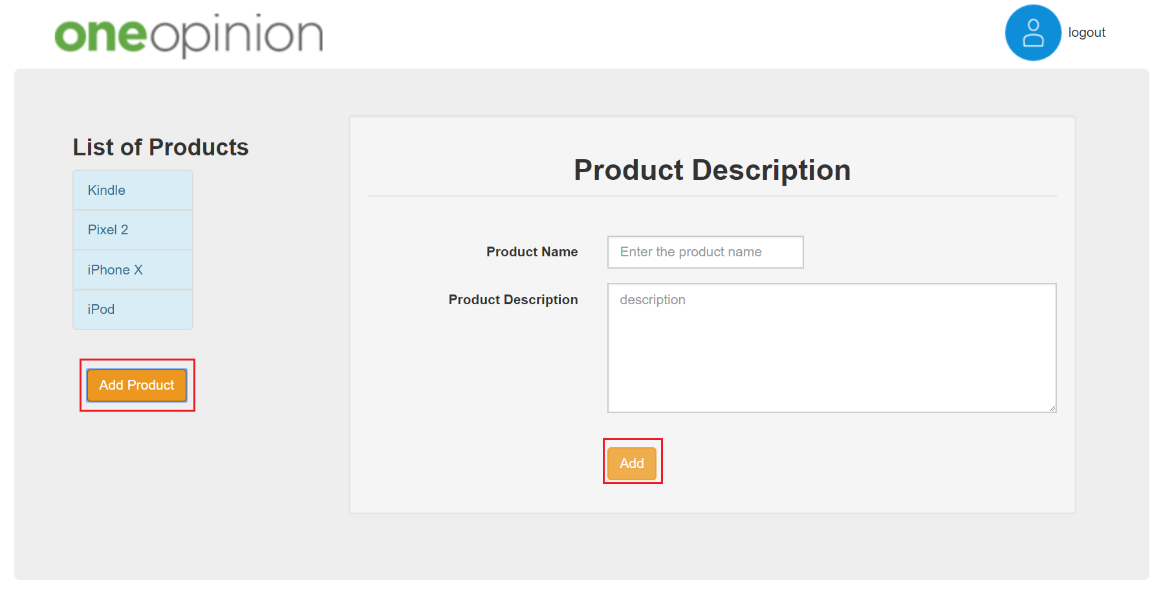 oneopinion
logout
List of Products
Kindle
Pixel 2
iPhone X
iPod
Add Product
Product Description
Product Name
Enter the product name
Product Description
description
Add